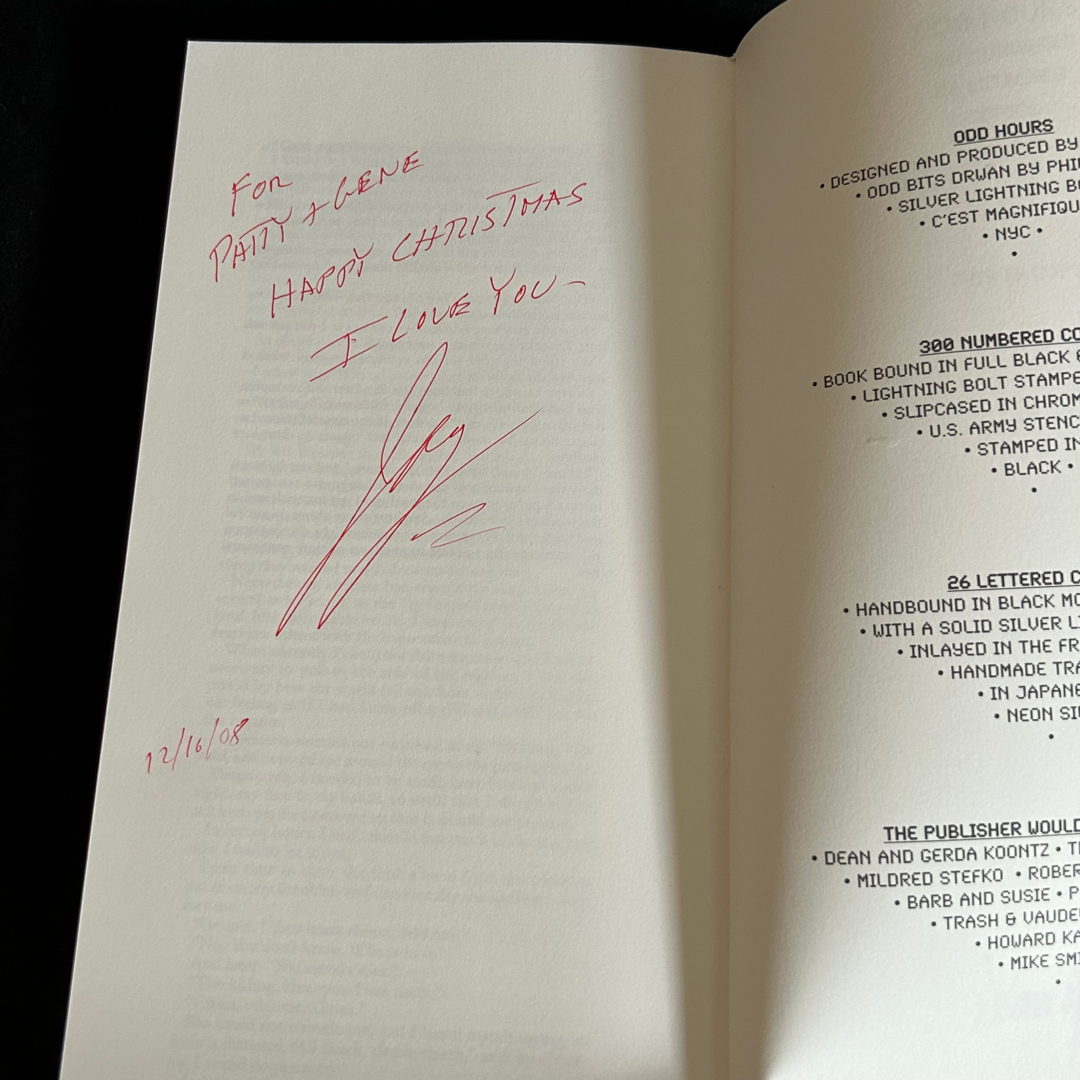 FOR
PATTY & GENE
HAPPY CHRISTMAS
I LOVE YOU –
12/16/08
ODD HOURS
• DESIGNED AND PRODUCED BY
• ODD BITS DRWAN BY PHI
• SILVER LIGHTNING B
• C'EST MAGNIFIQU
• NYC •
•
300 NUMBERED CO
• BOOK BOUND IN FULL BLACK
• LIGHTNING BOLT STAMPE
• SLIPCASED IN CHROM
• U.S. ARMY STENC
• STAMPED IN
• BLACK •
•
26 LETTERED C
• HANDBOUND IN BLACK MO
• WITH A SOLID SILVER LI
• INLAYED IN THE FR
• HANDMADE TRA
• IN JAPANE
• NEON SI
•
THE PUBLISHER WOULD
• DEAN AND GERDA KOONTZ • T
• MILDRED STEFKO • ROBER
• BARB AND SUSIE • P
• TRASH & VAUDE
• HOWARD KA
• MIKE SMI
•